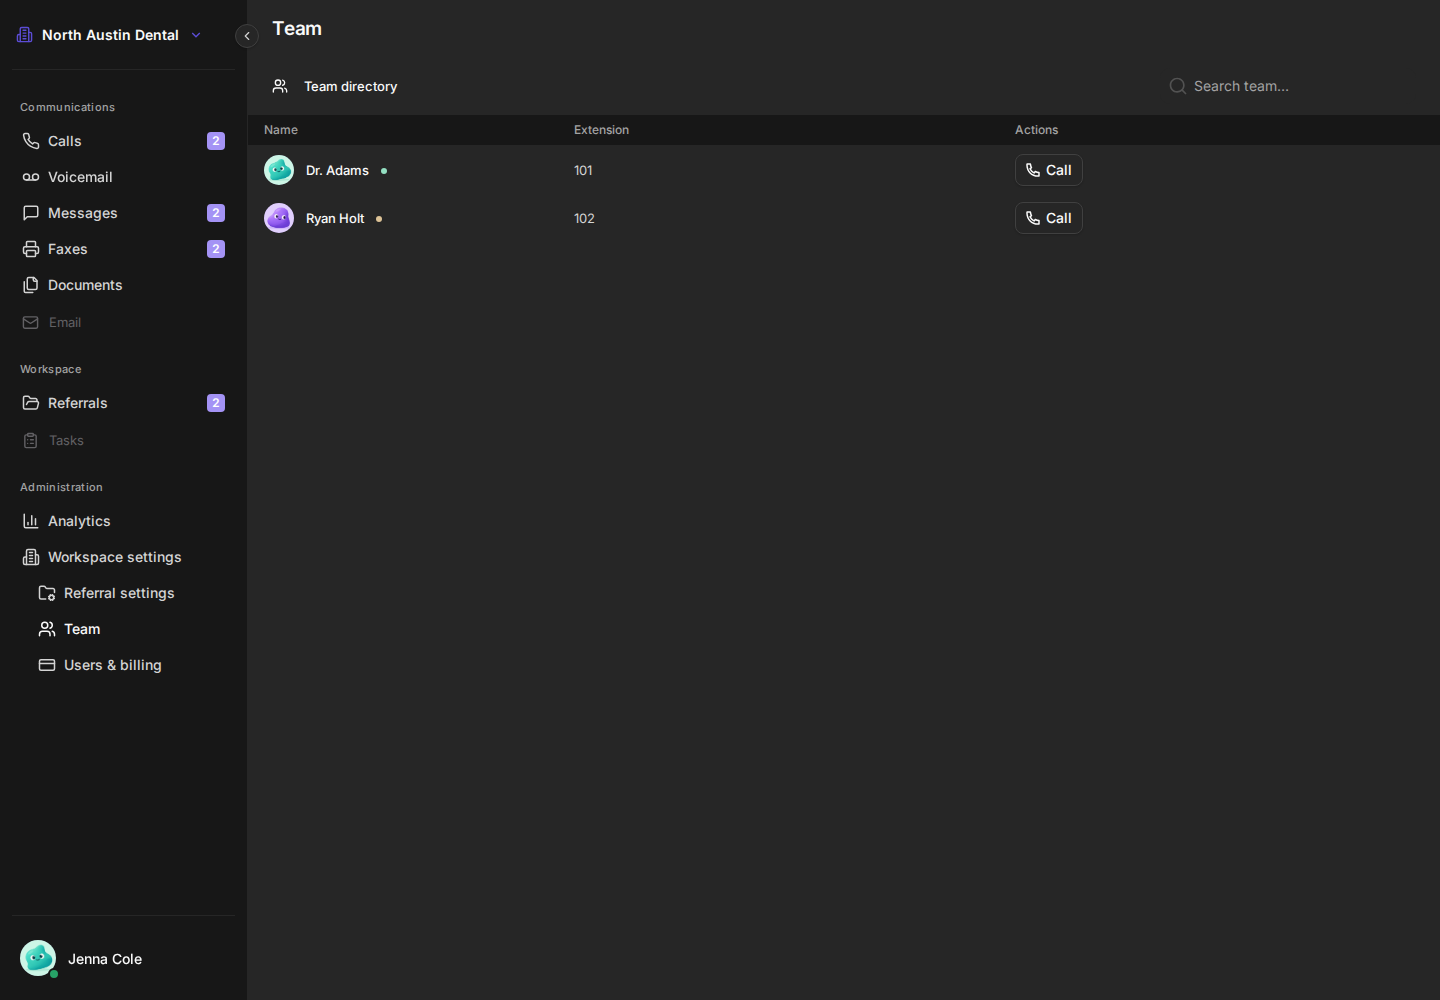 North Austin Dental
Team
Team directory
Search team...
Communications
Calls 2
Voicemail
Messages 2
Faxes 2
Documents
Email
Workspace
Referrals 2
Tasks
Administration
Analytics
Workspace settings
Referral settings
Team
Users & billing
Jenna Cole
Name Extension Actions
Dr. Adams 101 Call
Ryan Holt 102 Call